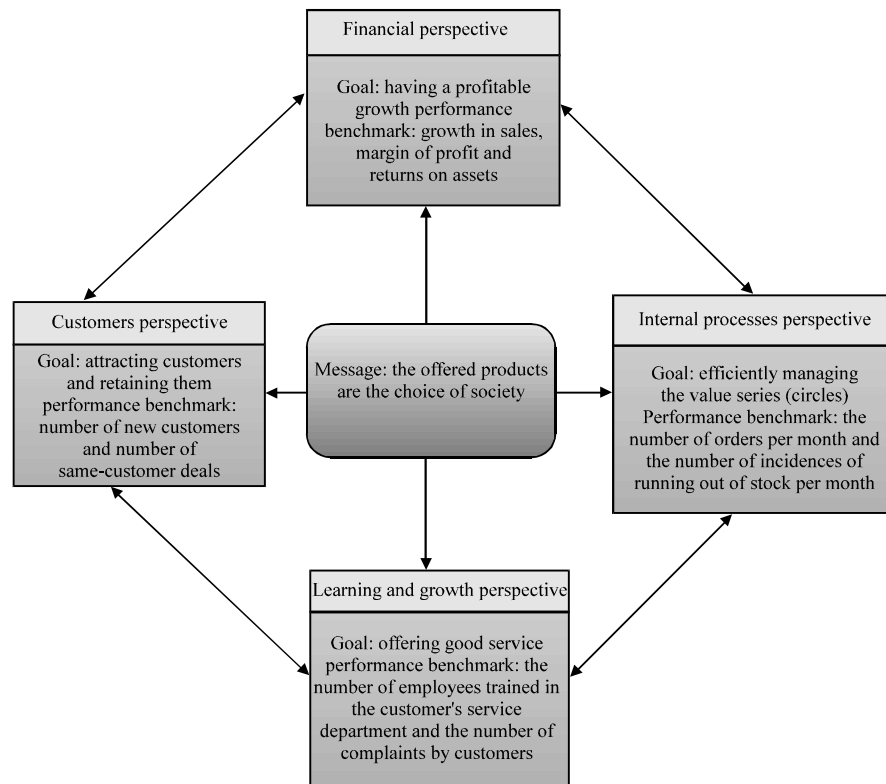 Financial perspective
Goal: having a profitable
growth performance
benchmark: growth in sales,
margin of profit and
returns on assets
Customers perspective
Goal: attracting customers
and retaining them
performance benchmark:
number of new customers
and number of
same-customer deals
Message: the offered products
are the choice of society
Internal processes perspective
Goal: efficiently managing
the value series (circles)
Performance benchmark: the
number of orders per month and
the number of incidences of
running out of stock per month
Learning and growth perspective
Goal: offering good service
performance benchmark: the
number of employees trained in
the customer's service
department and the number of
complaints by customers